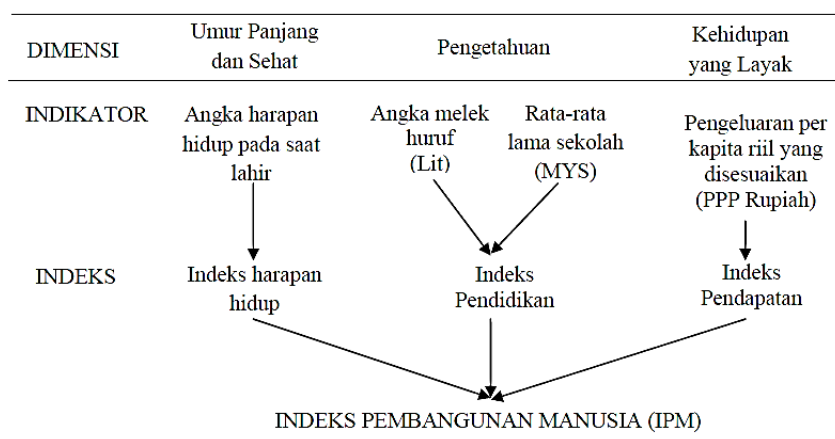 DIMENSI
Umur Panjang
dan Sehat
Pengetahuan
Kehidupan
yang Layak
INDIKATOR
Angka harapan
hidup pada saat
lahir
Angka melek
huruf
(Lit)
Rata-rata
lama sekolah
(MYS)
Pengeluaran per
kapita riil yang
disesuaikan
(PPP Rupiah)
INDEKS
Indeks harapan
hidup
Indeks
Pendidikan
Indeks
Pendapatan
INDEKS PEMBANGUNAN MANUSIA (IPM)